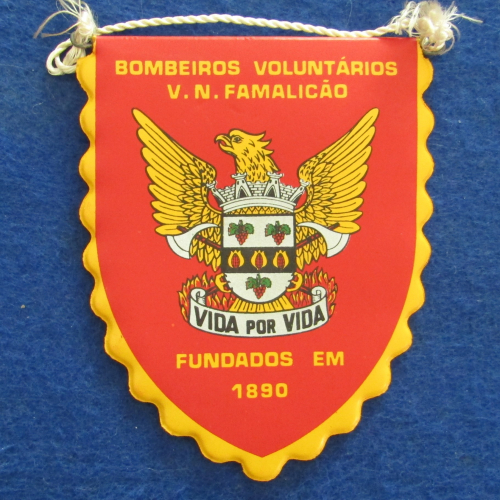 BOMBEIROS VOLUNTÁRIOS
V. N. FAMALICÃO
VIDA POR VIDA
FUNDADOS EM
1890